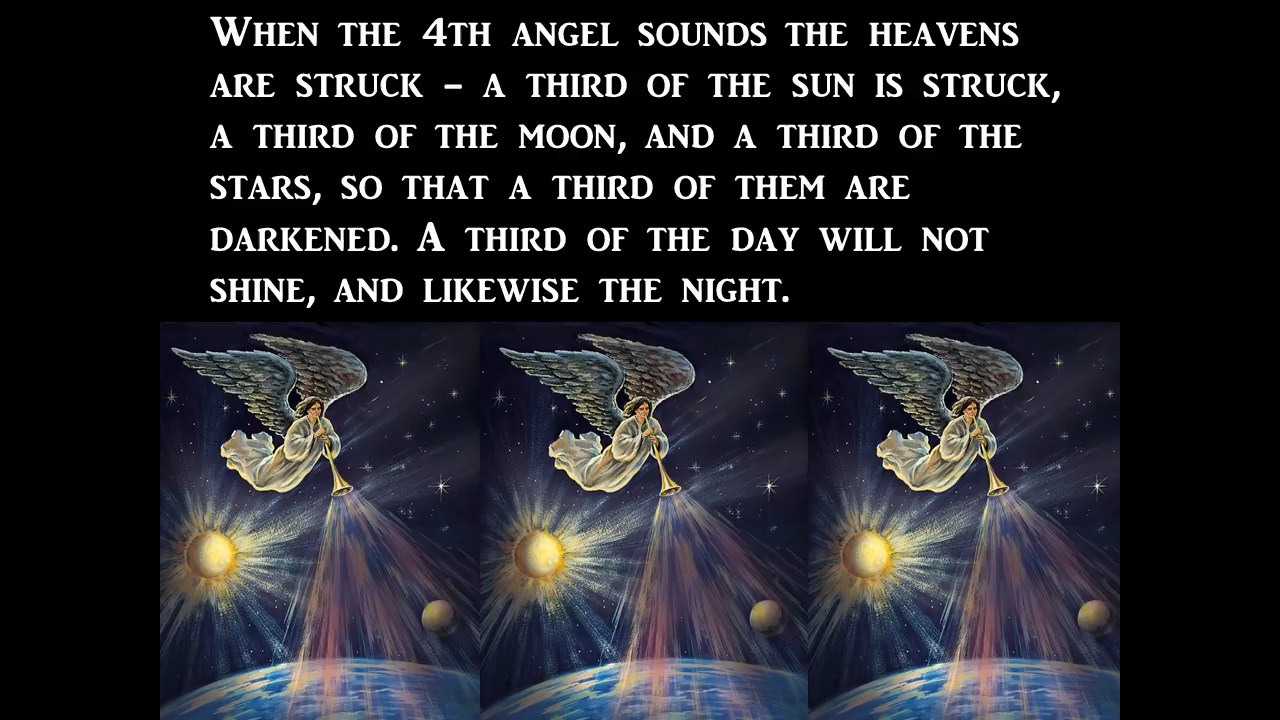 When the 4th angel sounds the heavens
are struck – a third of the sun is struck,
a third of the moon, and a third of the
stars, so that a third of them are
darkened. A third of the day will not
shine, and likewise the night.